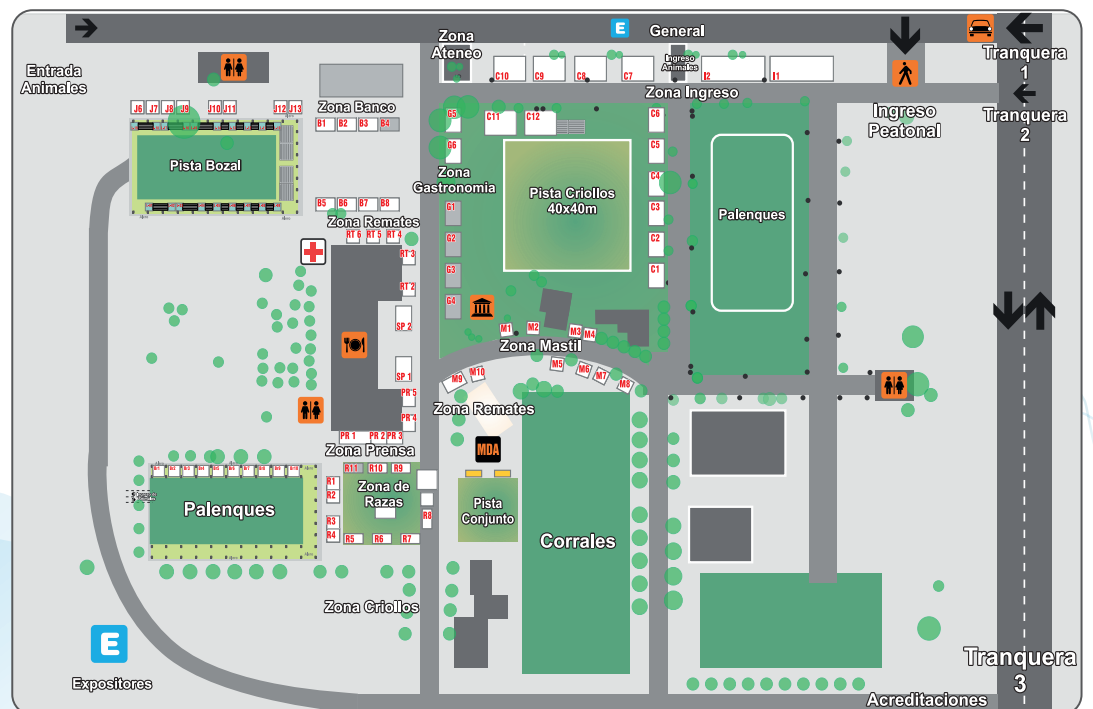 E
General
Zona
Ateneo
Ingreso
Animales
Tranquera
1
Entrada
Animales
C10
C9
C8
C7
I2
I1
Zona Ingreso
Tranquera
2
Ingreso
Peatonal
Zona Banco
J6
J7
J8
J9
J10
J11
J12
J13
B1
B2
B3
B4
G5
C11
C12
C6
Pista Bozal
G6
C5
Zona
Gastronomia
C4
Pista Criollos
40x40m
Palenques
B5
B6
B7
B8
G1
C3
Zona Remates
RT 6
RT 5
RT 4
G2
C2
RT 3
G3
C1
RT 2
G4
SP 2
M1
M2
M3
M4
Zona Mastil
SP 1
M9
M10
M5
M6
M7
M8
PR 5
Zona Remates
PR 4
PR 1
PR 2
PR 3
Zona Prensa
MDA
R11
R10
R9
R1
R2
Zona de
Razas
Palenques
Pista
Conjunto
R3
R4
R8
R5
R6
R7
Corrales
Zona Criollos
E
Expositores
Tranquera
3
Acreditaciones